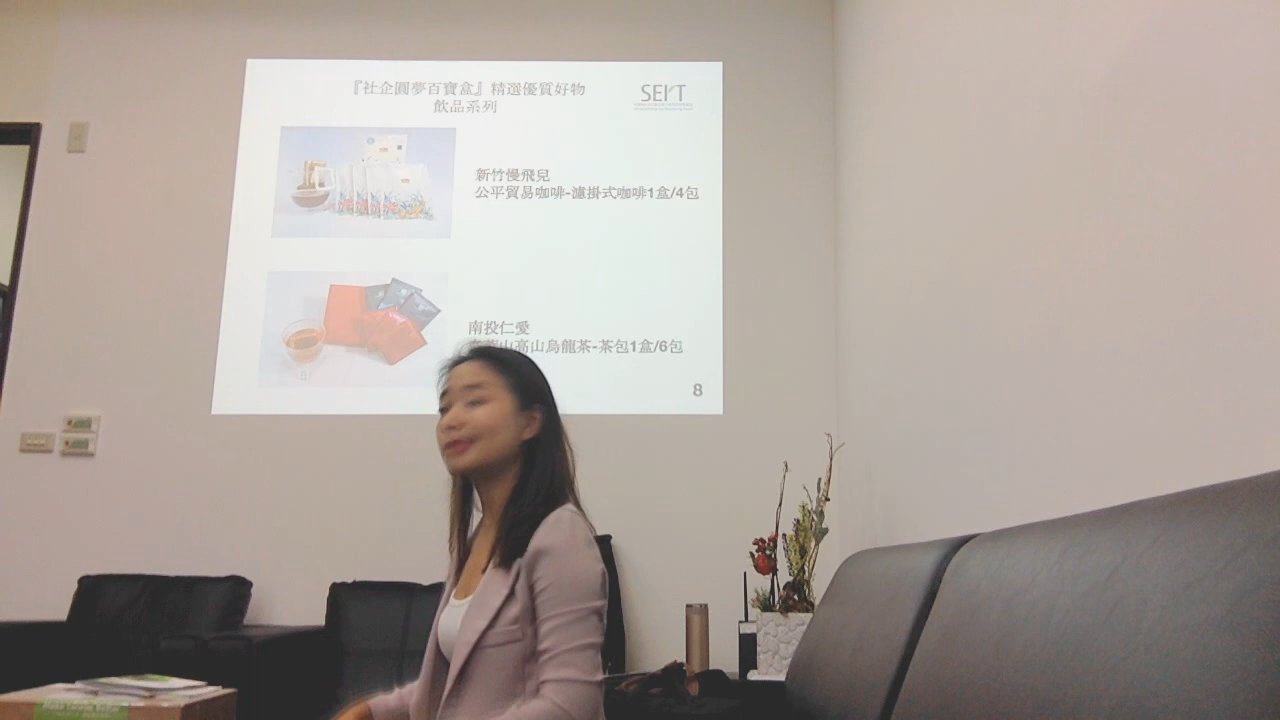 『社企圓夢百寶盒』精選優質好物
飲品系列
SEIƳT
新竹慢飛兒
公平貿易咖啡-濾掛式咖啡1盒/4包
南投仁愛
山高山烏龍茶-茶包1盒/6包
8